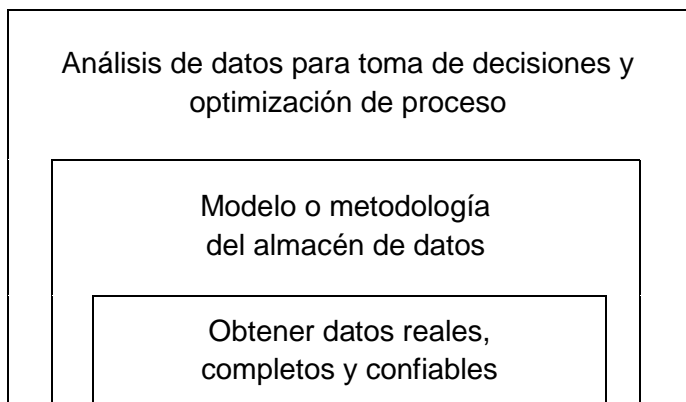 Análisis de datos para toma de decisiones y
optimización de proceso
Modelo o metodología
del almacén de datos
Obtener datos reales,
completos y confiables